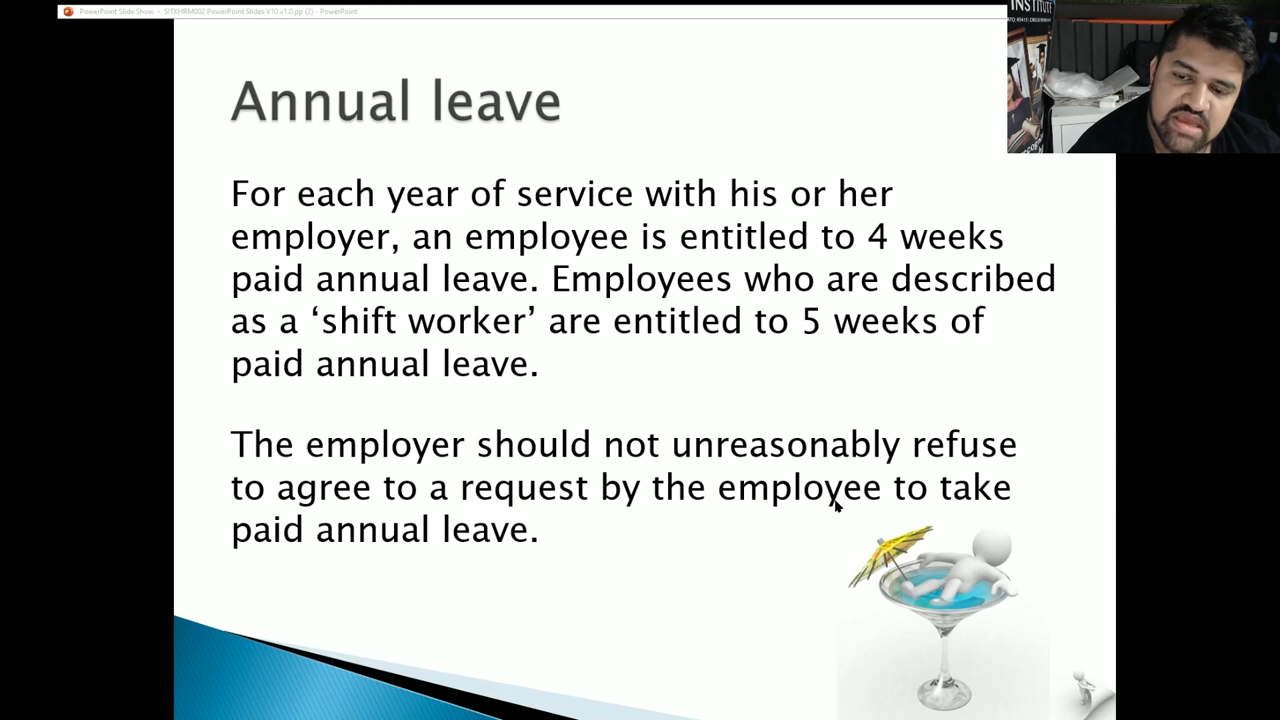 PowerPoint Slide Show - SITXHRM002 PowerPoint Slides V10.v1.0.pp (2) - PowerPoint
INSTITUTE
Annual leave
For each year of service with his or her
employer, an employee is entitled to 4 weeks
paid annual leave. Employees who are described
as a ‘shift worker’ are entitled to 5 weeks of
paid annual leave.
The employer should not unreasonably refuse
to agree to a request by the employee to take
paid annual leave.